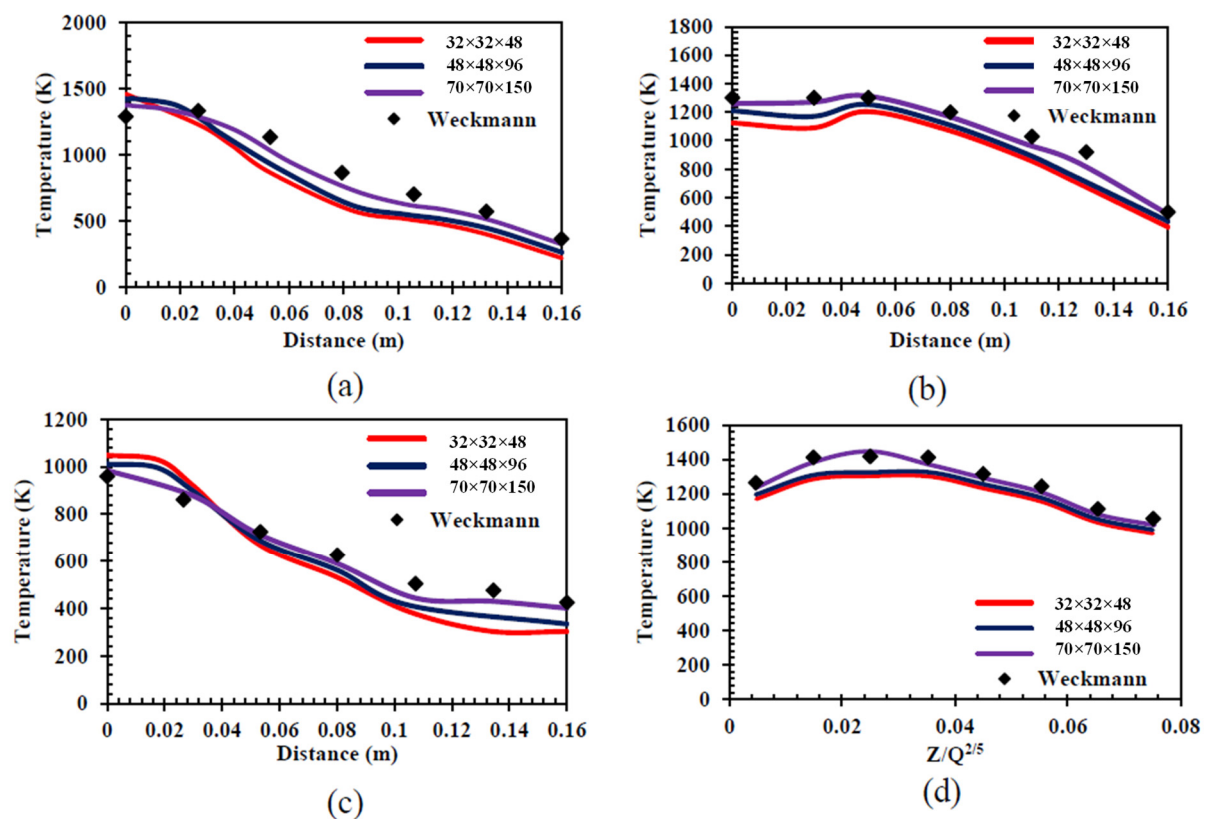 2000
1500
1000
500
0
Temperature (K)
32×32×48
48×48×96
70×70×150
Weckmann
0 0.02 0.04 0.06 0.08 0.10 0.12 0.14 0.16
Distance (m)
(a)
1800
1600
1400
1200
1000
800
600
400
200
0
Temperature (K)
32×32×48
48×48×96
70×70×150
Weckmann
0 0.02 0.04 0.06 0.08 0.10 0.12 0.14 0.16
Distance (m)
(b)
1200
1000
800
600
400
200
0
Temperature (K)
32×32×48
48×48×96
70×70×150
Weckmann
0 0.02 0.04 0.06 0.08 0.1 0.12 0.14 0.16
Distance (m)
(c)
1600
1400
1200
1000
800
600
400
200
0
Temperature (K)
32×32×48
48×48×96
70×70×150
Weckmann
0 0.02 0.04 0.06 0.08
Z/Q^2/5
(d)